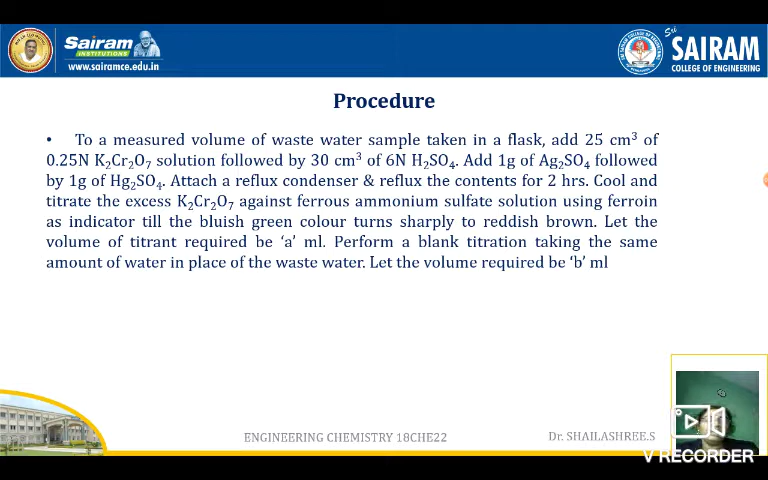 Sairam
INSTITUTIONS
www.sairamce.edu.in
Sri
SAIRAM
COLLEGE OF ENGINEERING
Procedure
• To a measured volume of waste water sample taken in a flask, add 25 cm³ of
0.25N K₂Cr₂O₇ solution followed by 30 cm³ of 6N H₂SO₄. Add 1g of Ag₂SO₄ followed
by 1g of Hg₂SO₄. Attach a reflux condenser & reflux the contents for 2 hrs. Cool and
titrate the excess K₂Cr₂O₇ against ferrous ammonium sulfate solution using ferroin
as indicator till the bluish green colour turns sharply to reddish brown. Let the
volume of titrant required be ‘a’ ml. Perform a blank titration taking the same
amount of water in place of the waste water. Let the volume required be ‘b’ ml
ENGINEERING CHEMISTRY 18CHE22
Dr. SHAILASHREE.S
V RECORDER